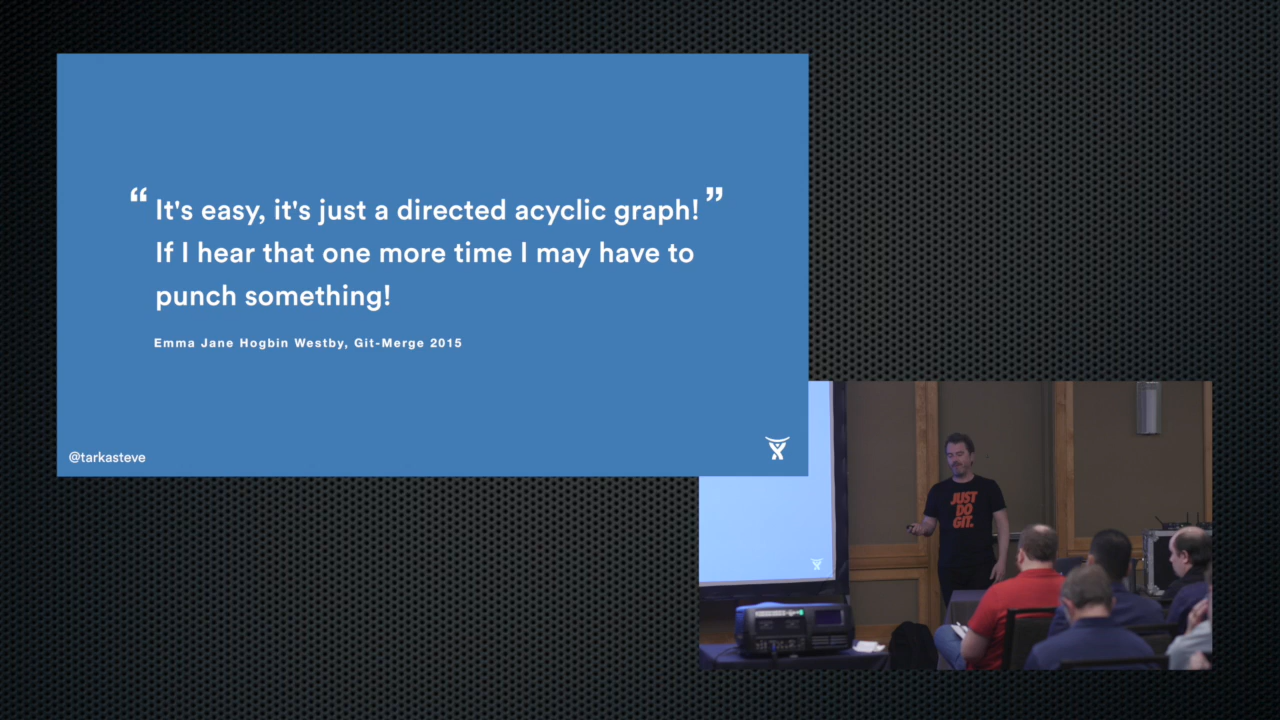 “ It's easy, it's just a directed acyclic graph! ”
If I hear that one more time I may have to
punch something!
Emma Jane Hogbin Westby, Git-Merge 2015
@tarkasteve
JUST
DO
GIT.